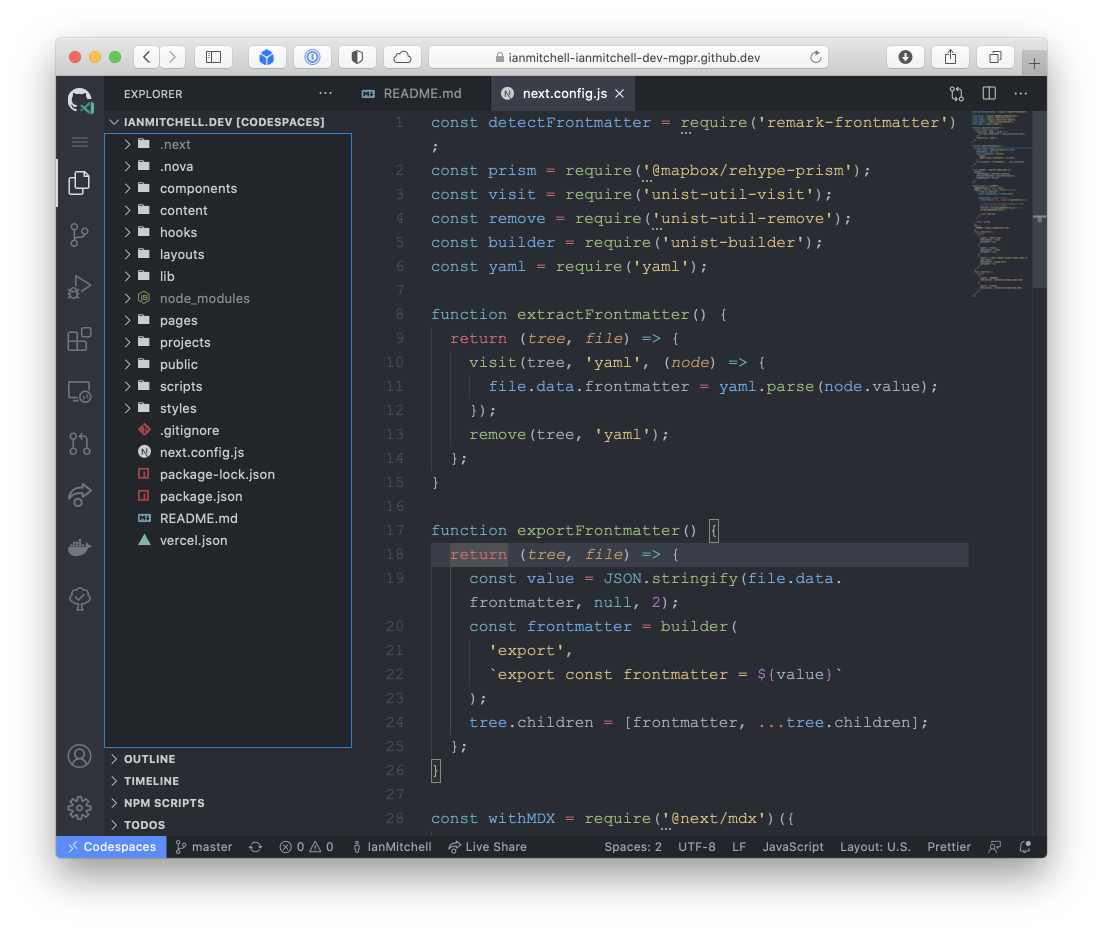 ianmitchell-ianmitchell-dev-mgpr.github.dev
EXPLORER
README.md
next.config.js
IANMITCHELL.DEV [CODESPACES]
.next
.nova
components
content
hooks
layouts
lib
node_modules
pages
projects
public
scripts
styles
.gitignore
next.config.js
package-lock.json
package.json
README.md
vercel.json
OUTLINE
TIMELINE
NPM SCRIPTS
TODOS
1 const detectFrontmatter = require('remark-frontmatter')
;
2 const prism = require('@mapbox/rehype-prism');
3 const visit = require('unist-util-visit');
4 const remove = require('unist-util-remove');
5 const builder = require('unist-builder');
6 const yaml = require('yaml');
7
8 function extractFrontmatter() {
9 return (tree, file) => {
10 visit(tree, 'yaml', (node) => {
11 file.data.frontmatter = yaml.parse(node.value);
12 });
13 remove(tree, 'yaml');
14 };
15 }
16
17 function exportFrontmatter() {
18 return (tree, file) => {
19 const value = JSON.stringify(file.data.
frontmatter, null, 2);
20 const frontmatter = builder(
21 'export',
22 `export const frontmatter = ${value}`
23 );
24 tree.children = [frontmatter, ...tree.children];
25 };
26 }
27
28 const withMDX = require('@next/mdx')({
Codespaces
master
0
0
IanMitchell
Live Share
Spaces: 2
UTF-8
LF
JavaScript
Layout: U.S.
Prettier